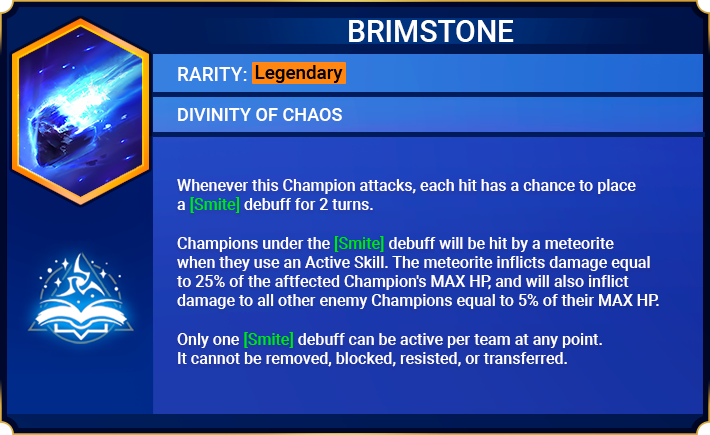 BRIMSTONE
RARITY: Legendary
DIVINITY OF CHAOS
Whenever this Champion attacks, each hit has a chance to place
a [Smite] debuff for 2 turns.
Champions under the [Smite] debuff will be hit by a meteorite
when they use an Active Skill. The meteorite inflicts damage equal
to 25% of the aftfected Champion's MAX HP, and will also inflict
damage to all other enemy Champions equal to 5% of their MAX HP.
Only one [Smite] debuff can be active per team at any point.
It cannot be removed, blocked, resisted, or transferred.